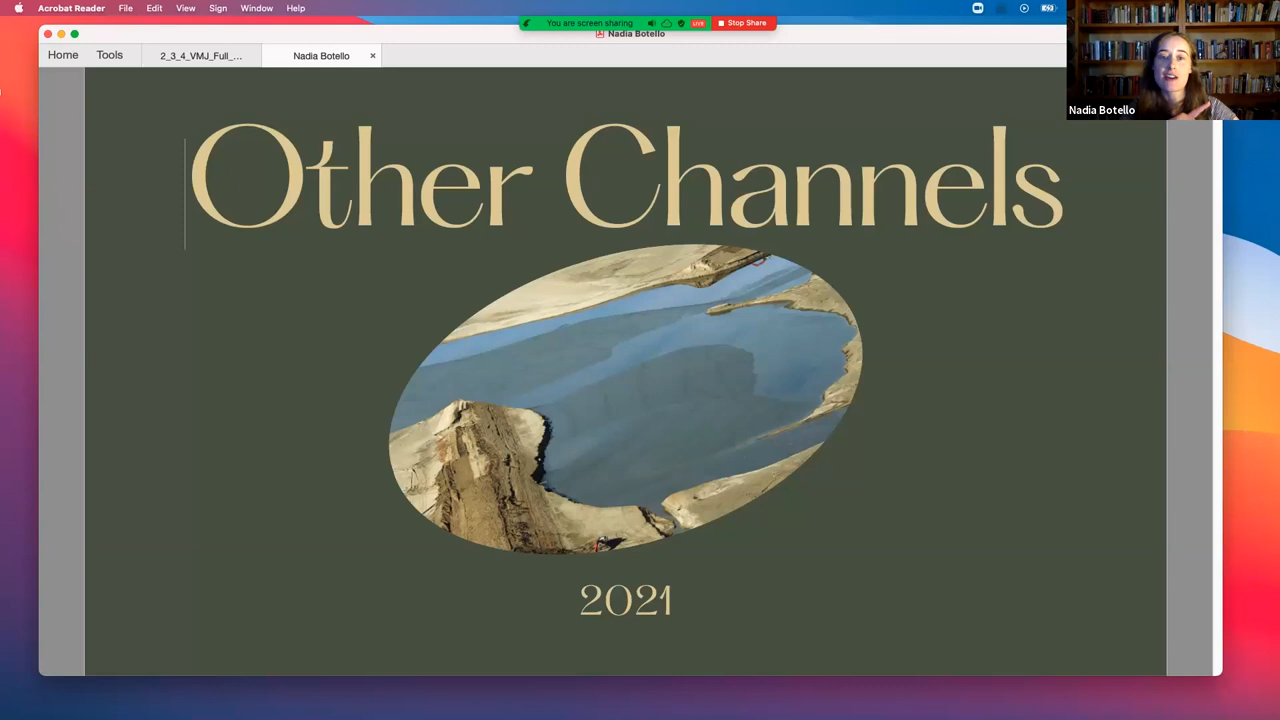 Acrobat Reader File Edit View Sign Window Help
You are screen sharing LIVE Stop Share
Nadia Botello
Home Tools 2_3_4_VMJ_Full_... Nadia Botello
Nadia Botello
Other Channels
2021